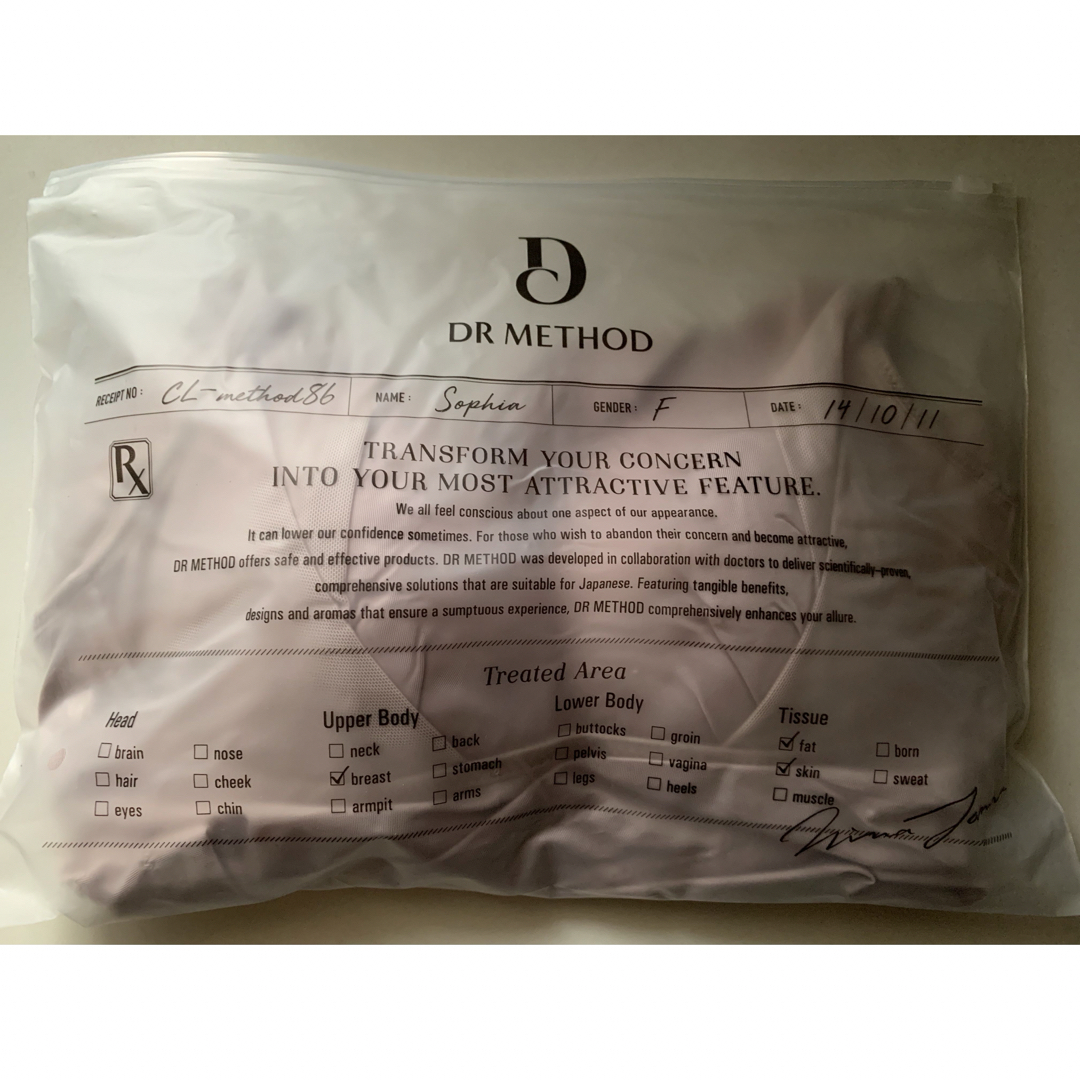 DR METHOD
RECEIPT NO : CL-method86 NAME : Sophia GENDER : F DATE : 14/10/11
Rx
TRANSFORM YOUR CONCERN
INTO YOUR MOST ATTRACTIVE FEATURE.
We all feel conscious about one aspect of our appearance.
It can lower our confidence sometimes. For those who wish to abandon their concern and become attractive,
DR METHOD offers safe and effective products. DR METHOD was developed in collaboration with doctors to deliver scientifically-proven,
comprehensive solutions that are suitable for Japanese. Featuring tangible benefits,
designs and aromas that ensure a sumptuous experience, DR METHOD comprehensively enhances your allure.
Treated Area
Head
brain nose
hair cheek
eyes chin
Upper Body
neck back
breast stomach
armpit arms
Lower Body
buttocks groin
pelvis vagina
legs heels
Tissue
fat born
skin sweat
muscle